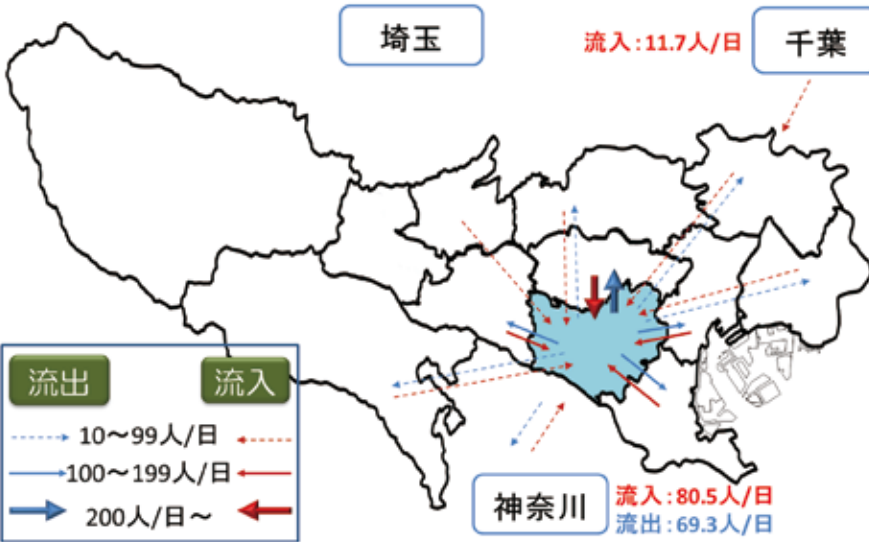 埼玉
流入:11.7人/日
千葉
流出
流入
10~99人/日
100~199人/日
200人/日~
神奈川
流入:80.5人/日
流出:69.3人/日